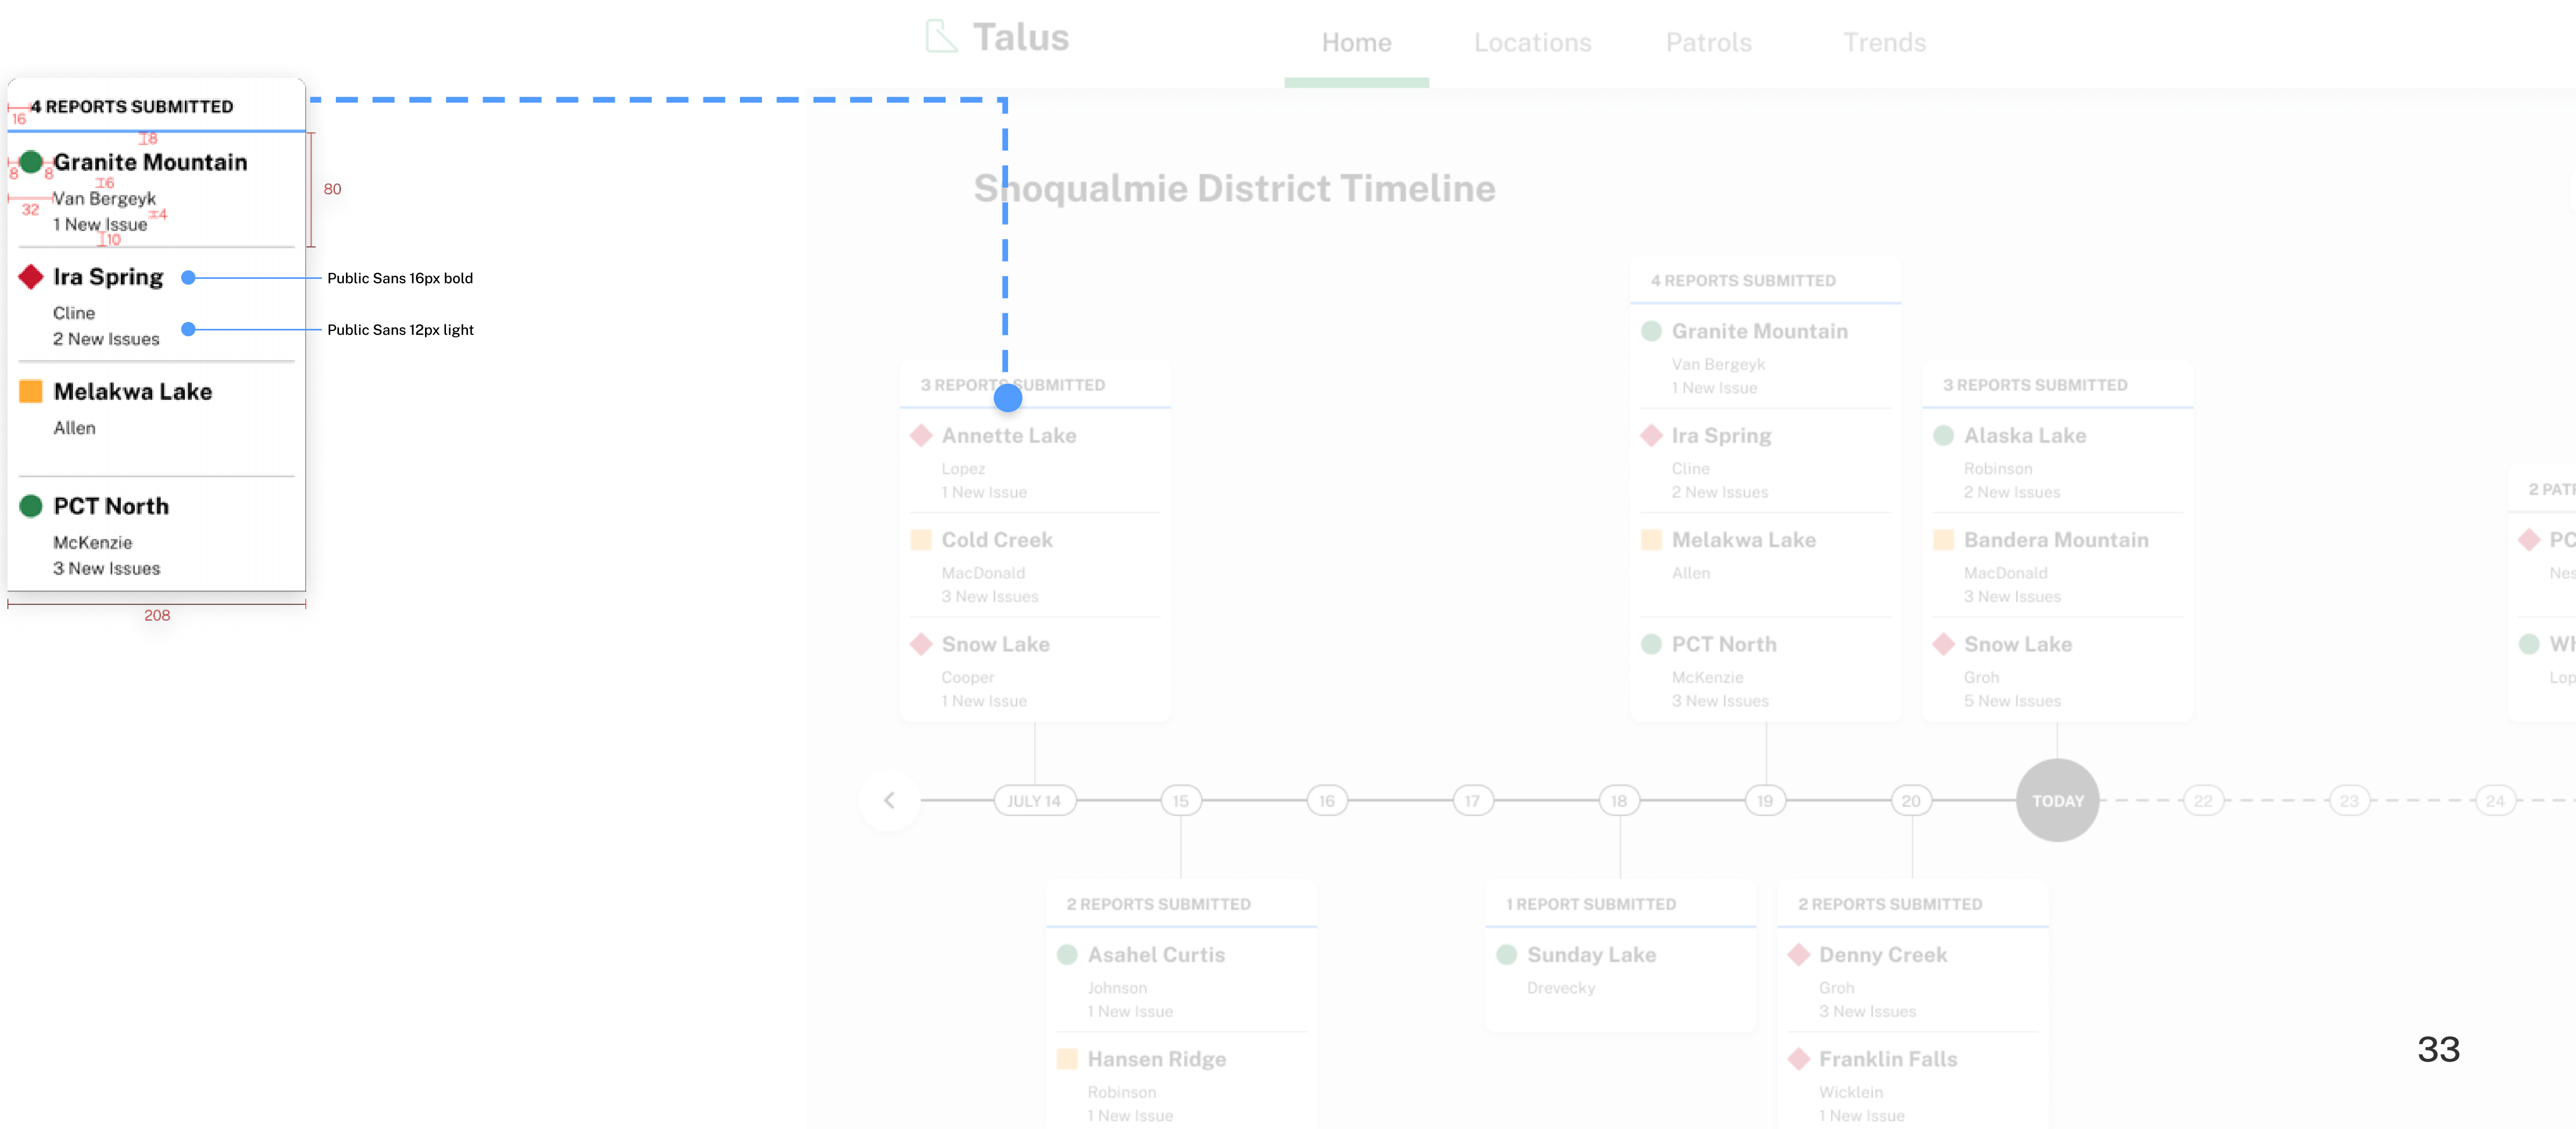 Talus
Home
Locations
Patrols
Trends
4 REPORTS SUBMITTED
16
8
Granite Mountain
8
8
6
Van Bergeyk
32
4
1 New Issue
10
80
Ira Spring
Public Sans 16px bold
Cline
2 New Issues
Public Sans 12px light
Melakwa Lake
Allen
PCT North
McKenzie
3 New Issues
208
Snoqualmie District Timeline
3 REPORTS SUBMITTED
Annette Lake
Lopez
1 New Issue
Cold Creek
MacDonald
3 New Issues
Snow Lake
Cooper
1 New Issue
4 REPORTS SUBMITTED
Granite Mountain
Van Bergeyk
1 New Issue
Ira Spring
Cline
2 New Issues
Melakwa Lake
Allen
PCT North
McKenzie
3 New Issues
3 REPORTS SUBMITTED
Alaska Lake
Robinson
2 New Issues
Bandera Mountain
MacDonald
3 New Issues
Snow Lake
Groh
5 New Issues
2
JULY 14
15
16
17
18
19
20
TODAY
22
23
24
2 REPORTS SUBMITTED
Asahel Curtis
Johnson
1 New Issue
Hansen Ridge
Robinson
1 New Issue
1 REPORT SUBMITTED
Sunday Lake
Drevecky
2 REPORTS SUBMITTED
Denny Creek
Groh
3 New Issues
Franklin Falls
Wicklein
1 New Issue
33